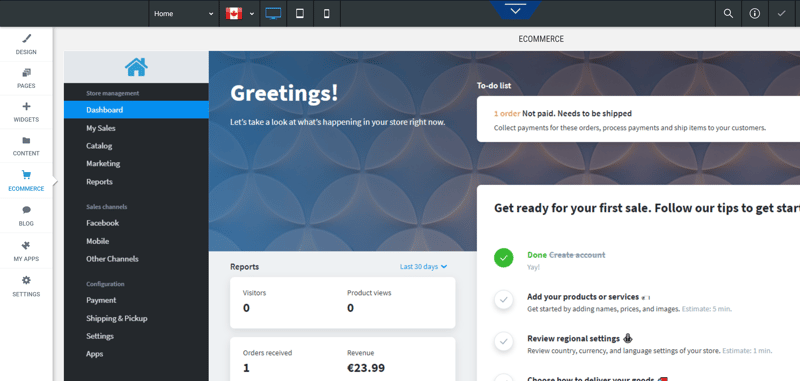 Home
ECOMMERCE
DESIGN
PAGES
WIDGETS
CONTENT
ECOMMERCE
BLOG
MY APPS
SETTINGS
Store management
Dashboard
My Sales
Catalog
Marketing
Reports
Sales channels
Facebook
Mobile
Other Channels
Configuration
Payment
Shipping & Pickup
Settings
Apps
Greetings!
Let's take a look at what's happening in your store right now.
Reports
Last 30 days
Visitors
0
Product views
0
Orders received
1
Revenue
€23.99
To-do list
1 order Not paid. Needs to be shipped
Collect payments for these orders, process payments and ship items to your customers.
Get ready for your first sale. Follow our tips to get star
Done Create account
Yay!
Add your products or services
Get started by adding names, prices, and images. Estimate: 5 min.
Review regional settings
Review country, currency, and language settings of your store. Estimate: 1 min.
Choose how to deliver your goods